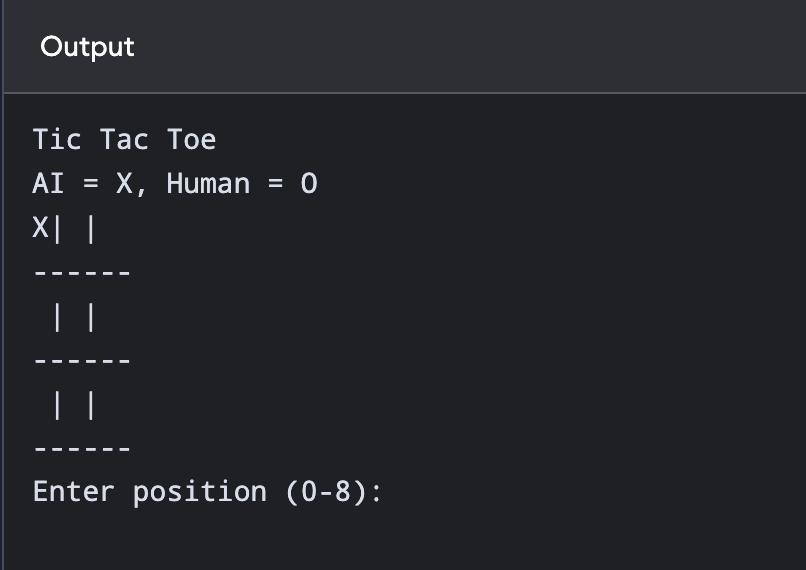 Output
Tic Tac Toe
AI = X, Human = O
X| |
------
 | |
------
 | |
------
Enter position (0-8):